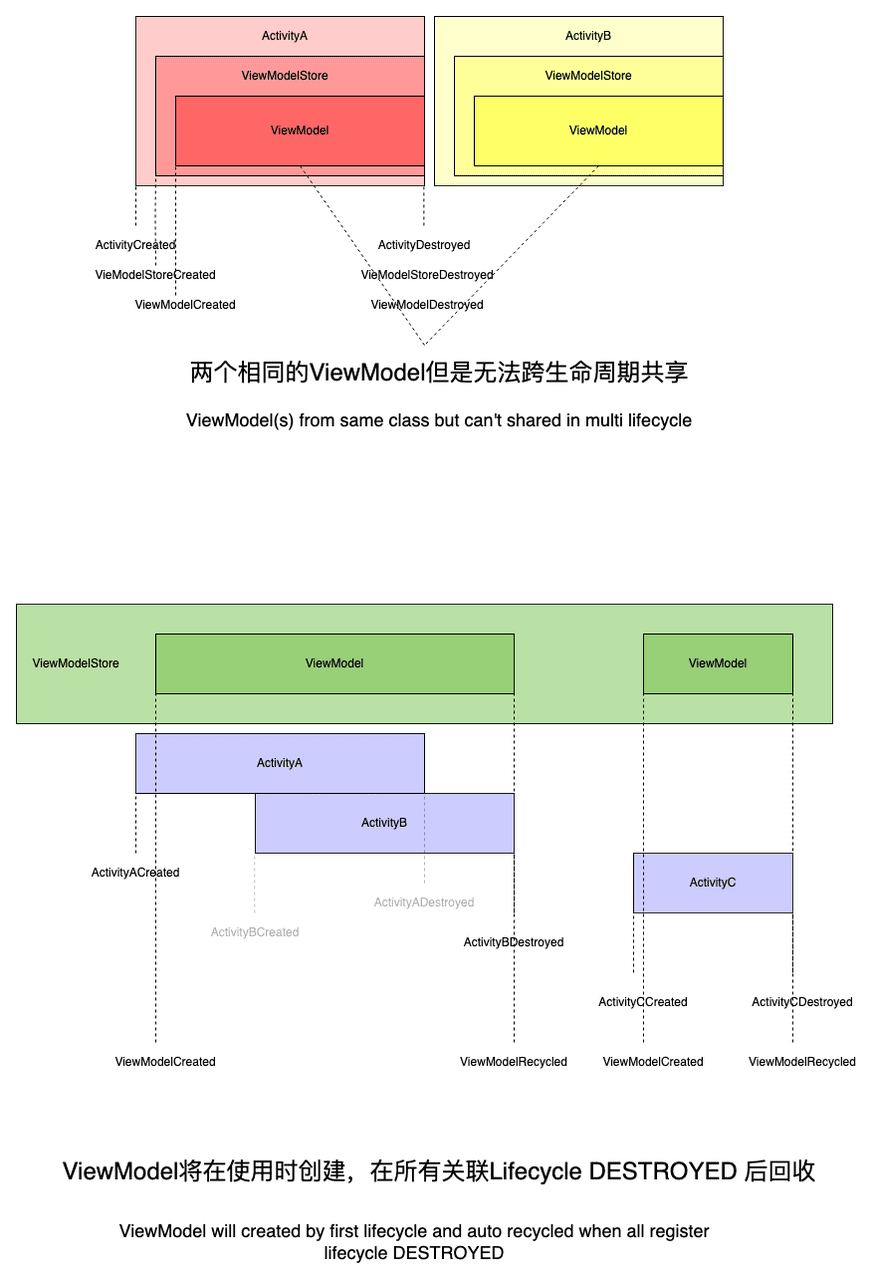 ActivityA
ActivityB
ViewModelStore
ViewModelStore
ViewModel
ViewModel
ActivityCreated
ActivityDestroyed
VieModelStoreCreated
VieModelStoreDestroyed
ViewModelCreated
ViewModelDestroyed
两个相同的ViewModel但是无法跨生命周期共享
ViewModel(s) from same class but can't shared in multi lifecycle
ViewModelStore
ViewModel
ViewModel
ActivityA
ActivityB
ActivityACreated
ActivityC
ActivityADestroyed
ActivityBCreated
ActivityBDestroyed
ActivityCCreated
ActivityCDestroyed
ViewModelCreated
ViewModelRecycled
ViewModelCreated
ViewModelRecycled
ViewModel将在使用时创建，在所有关联Lifecycle DESTROYED 后回收
ViewModel will created by first lifecycle and auto recycled when all register
lifecycle DESTROYED